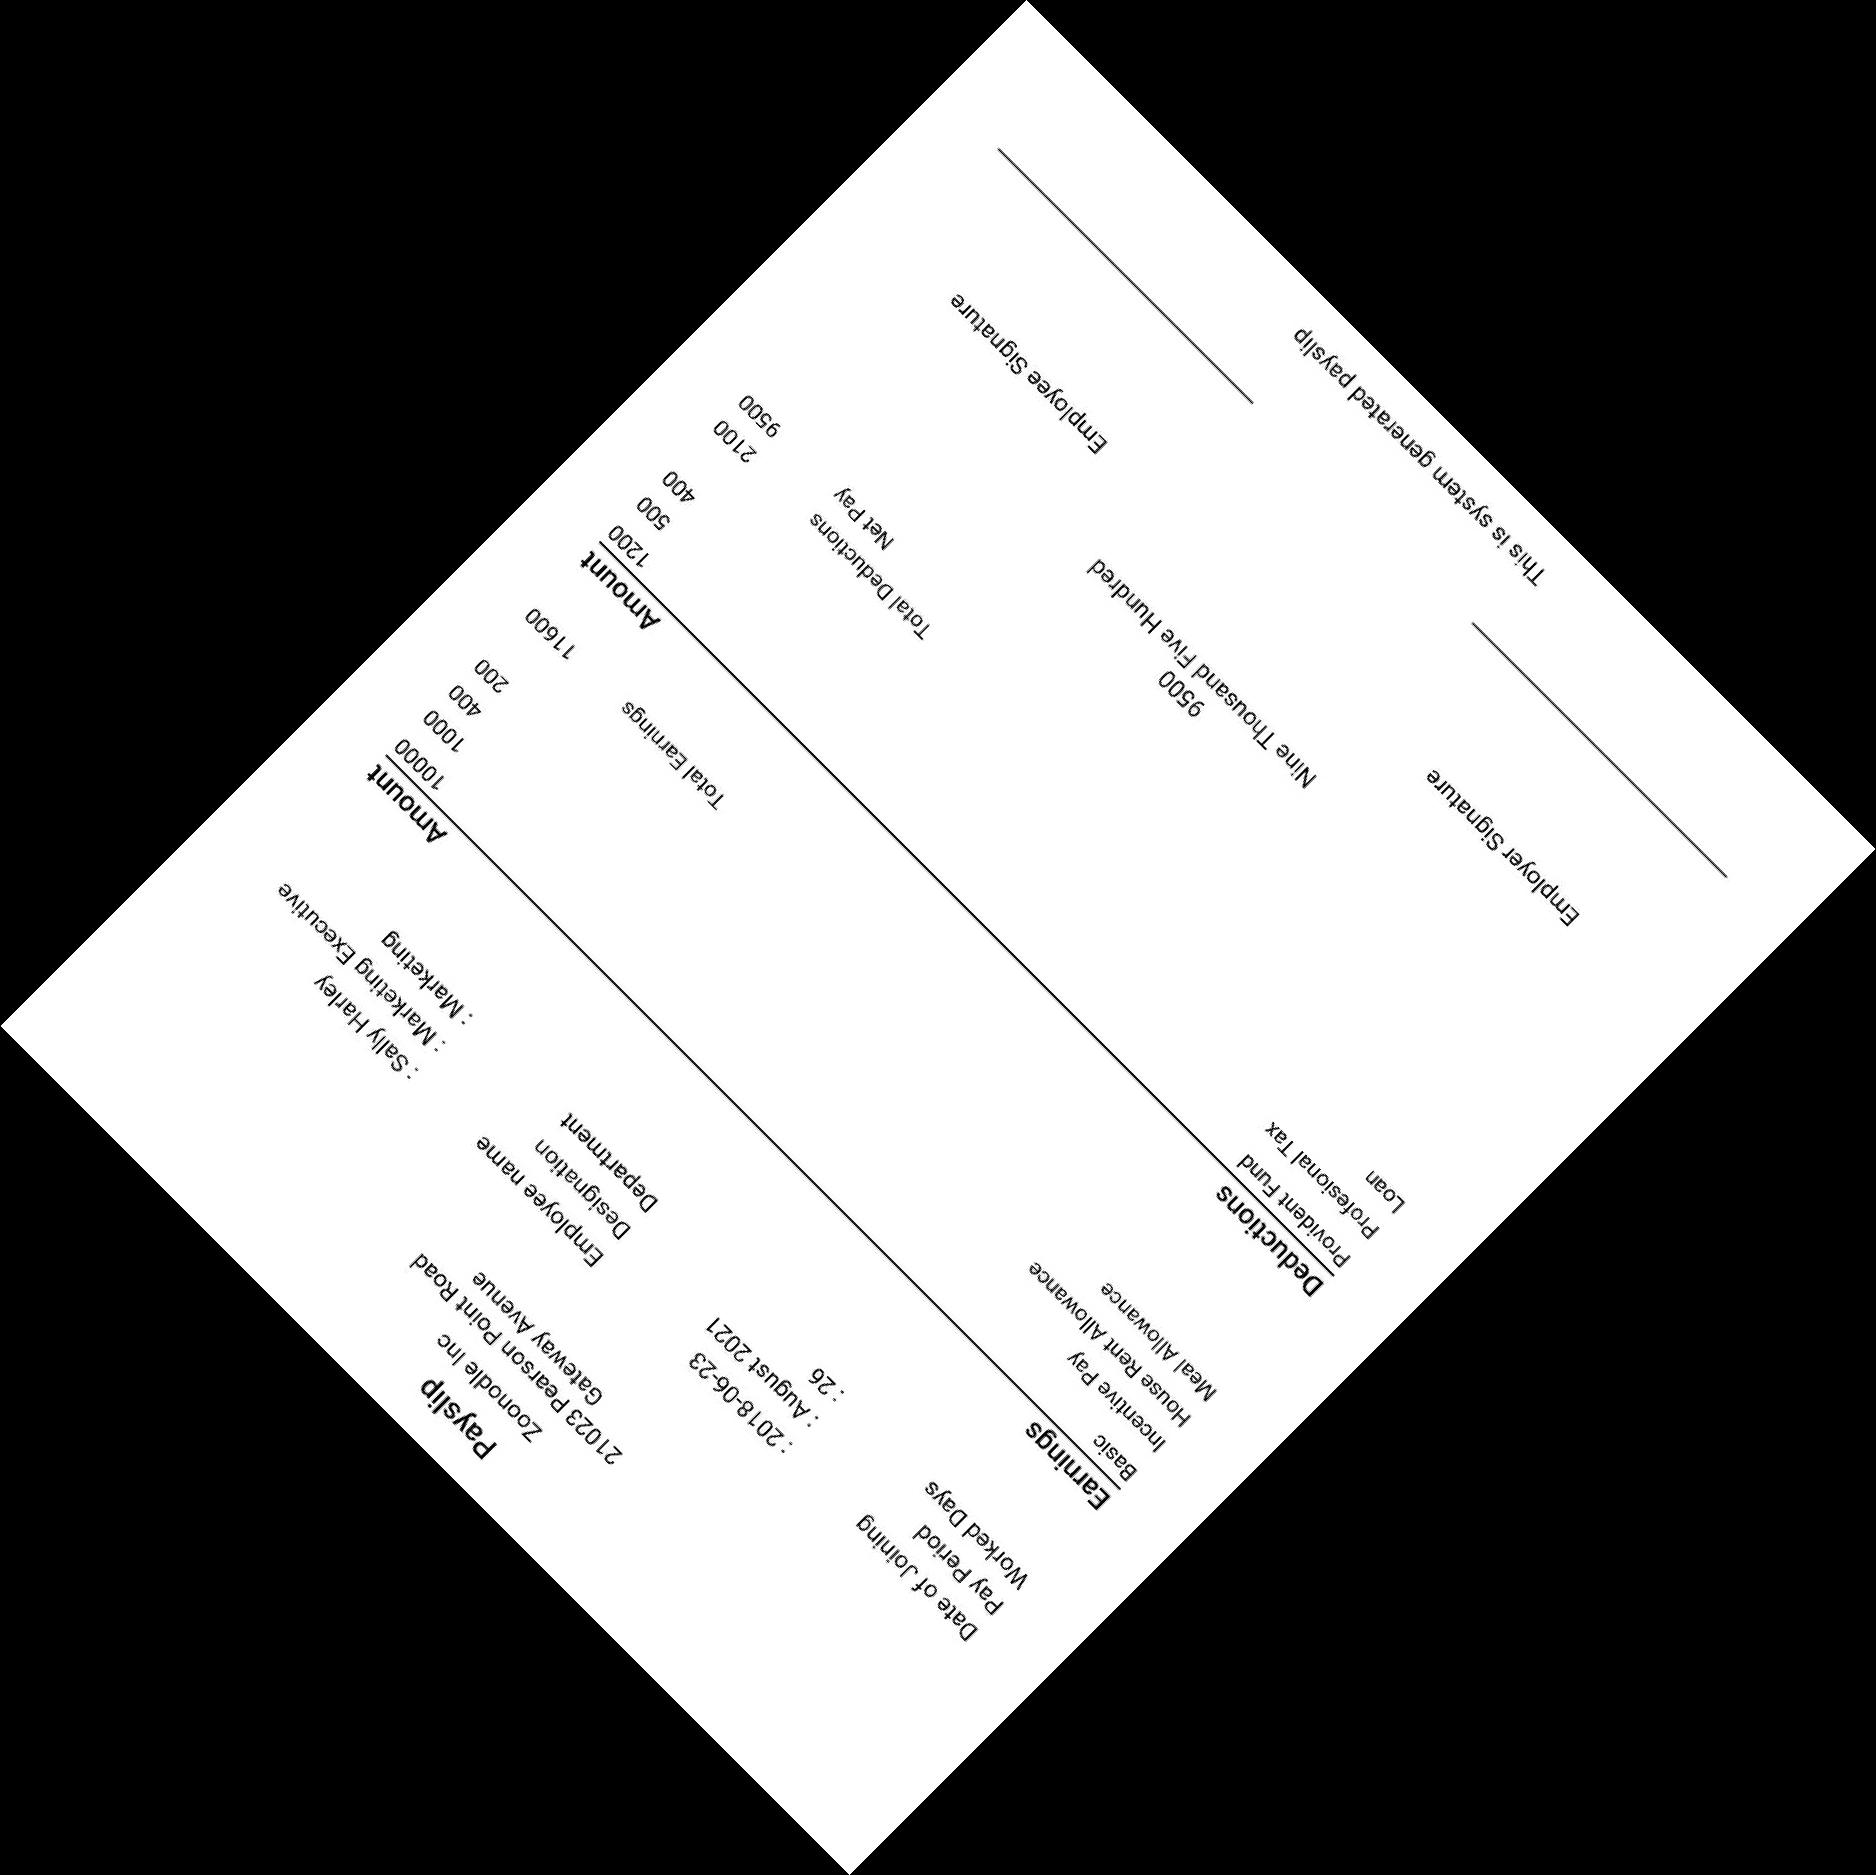 Payslip
Zoonodle Inc
21023 Pearson Point Road
Gateway Avenue
Date of Joining : 2018-06-23 Employee name : Sally Harley
Pay Period : August 2021 Designation : Marketing Executive
Worked Days : 26 Department : Marketing
Earnings Amount
Basic 10000
Incentive Pay 1000
House Rent Allowance 400
Meal Allowance 200
Total Earnings 11600
Deductions Amount
Provident Fund 1200
Profesional Tax 500
Loan 400
Total Deductions 2100
Net Pay 9500
9500
Nine Thousand Five Hundred
Employer Signature Employee Signature
This is system generated payslip